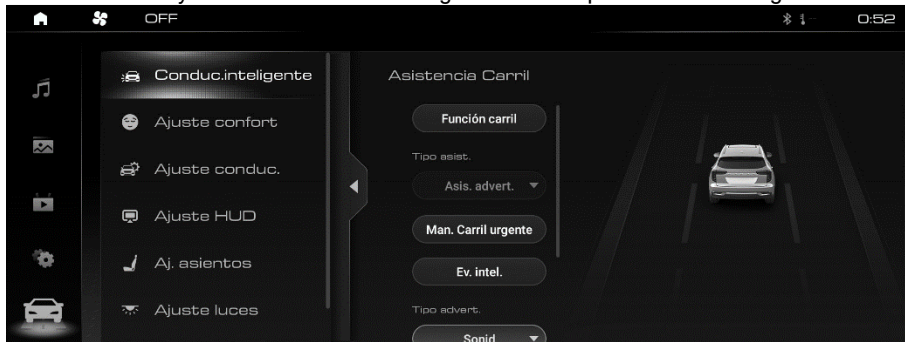 OFF
0:52
Conduc.inteligente
Ajuste confort
Ajuste conduc.
Ajuste HUD
Aj. asientos
Ajuste luces
Asistencia Carril
Función carril
Tipo asist.
Asis. advert.
Man. Carril urgente
Ev. intel.
Tipo advert.
Sonid